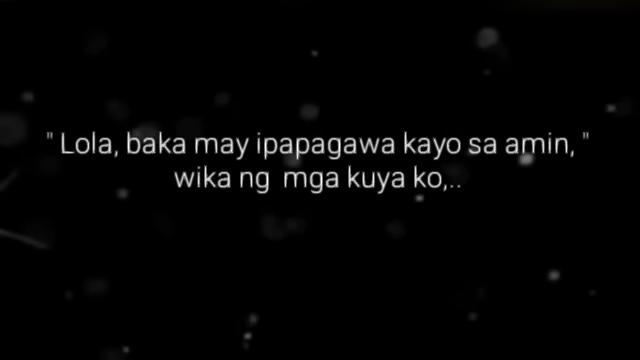 " Lola, baka may ipapagawa kayo sa amin, "
wika ng  mga kuya ko,..